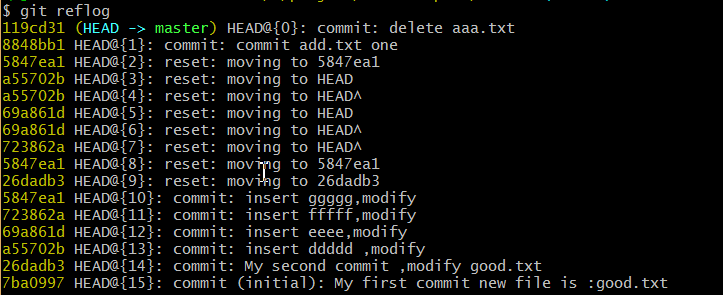 $ git reflog
119cd31 (HEAD -> master) HEAD@{0}: commit: delete aaa.txt
8848bb1 HEAD@{1}: commit: commit add.txt one
5847ea1 HEAD@{2}: reset: moving to 5847ea1
a55702b HEAD@{3}: reset: moving to HEAD
a55702b HEAD@{4}: reset: moving to HEAD^
69a861d HEAD@{5}: reset: moving to HEAD
69a861d HEAD@{6}: reset: moving to HEAD^
723862a HEAD@{7}: reset: moving to HEAD^
5847ea1 HEAD@{8}: reset: moving to 5847ea1
26dadb3 HEAD@{9}: reset: moving to 26dadb3
5847ea1 HEAD@{10}: commit: insert ggggg,modify
723862a HEAD@{11}: commit: insert fffff,modify
69a861d HEAD@{12}: commit: insert eeee,modify
a55702b HEAD@{13}: commit: insert ddddd ,modify
26dadb3 HEAD@{14}: commit: My second commit ,modify good.txt
7ba0997 HEAD@{15}: commit (initial): My first commit new file is :good.txt